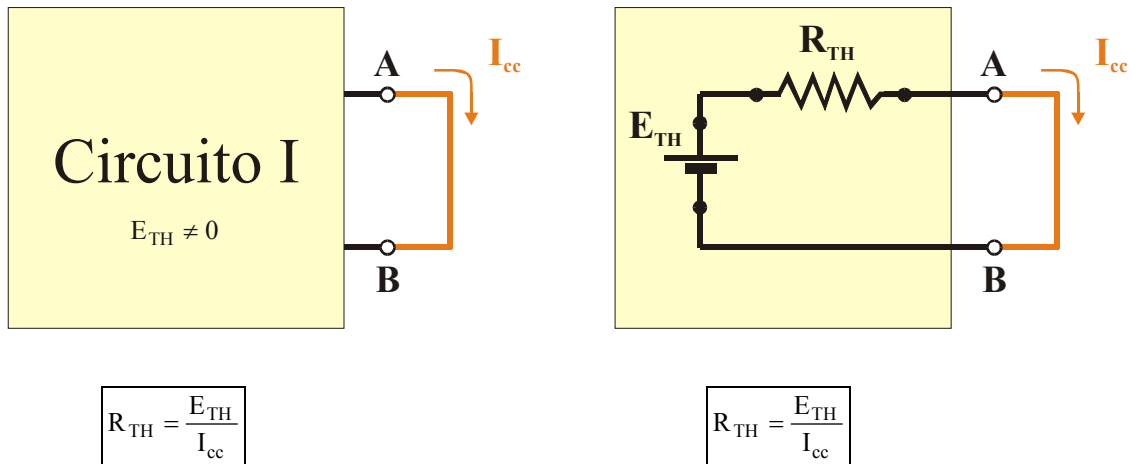 A
I_cc
Circuito I
E_TH ≠ 0
B
R_TH = E_TH / I_cc
R_TH
A
I_cc
E_TH
B
R_TH = E_TH / I_cc